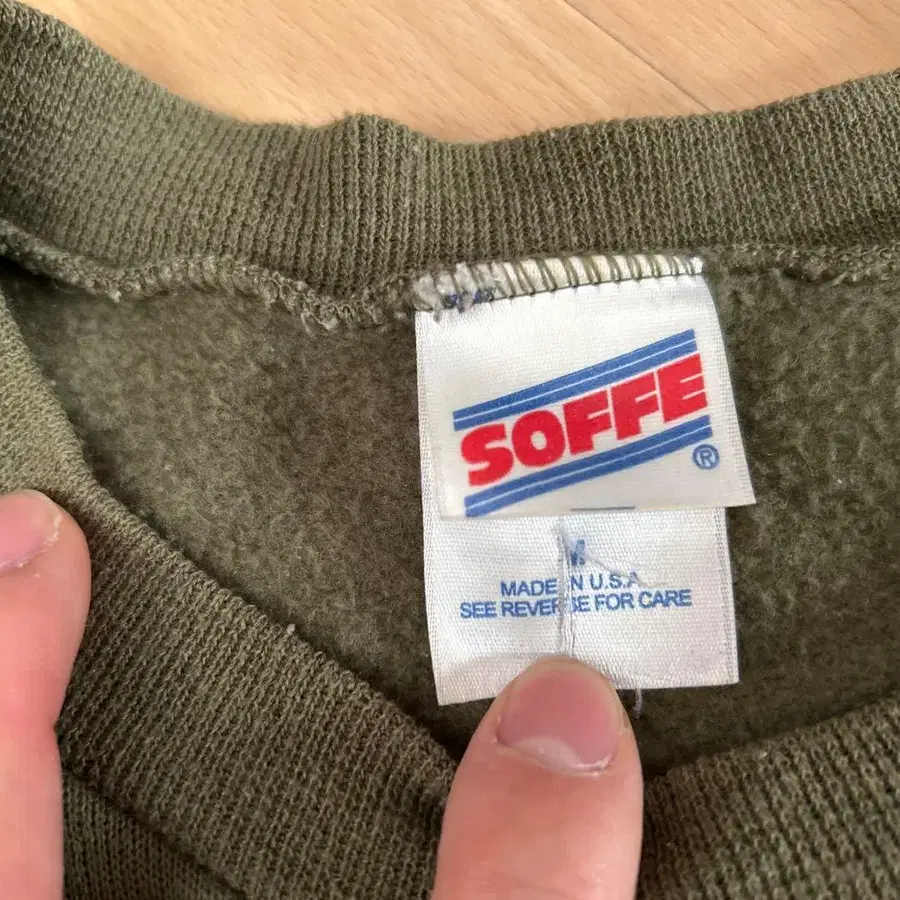 SOFFE
®
M
MADE IN U.S.A
SEE REVERSE FOR CARE